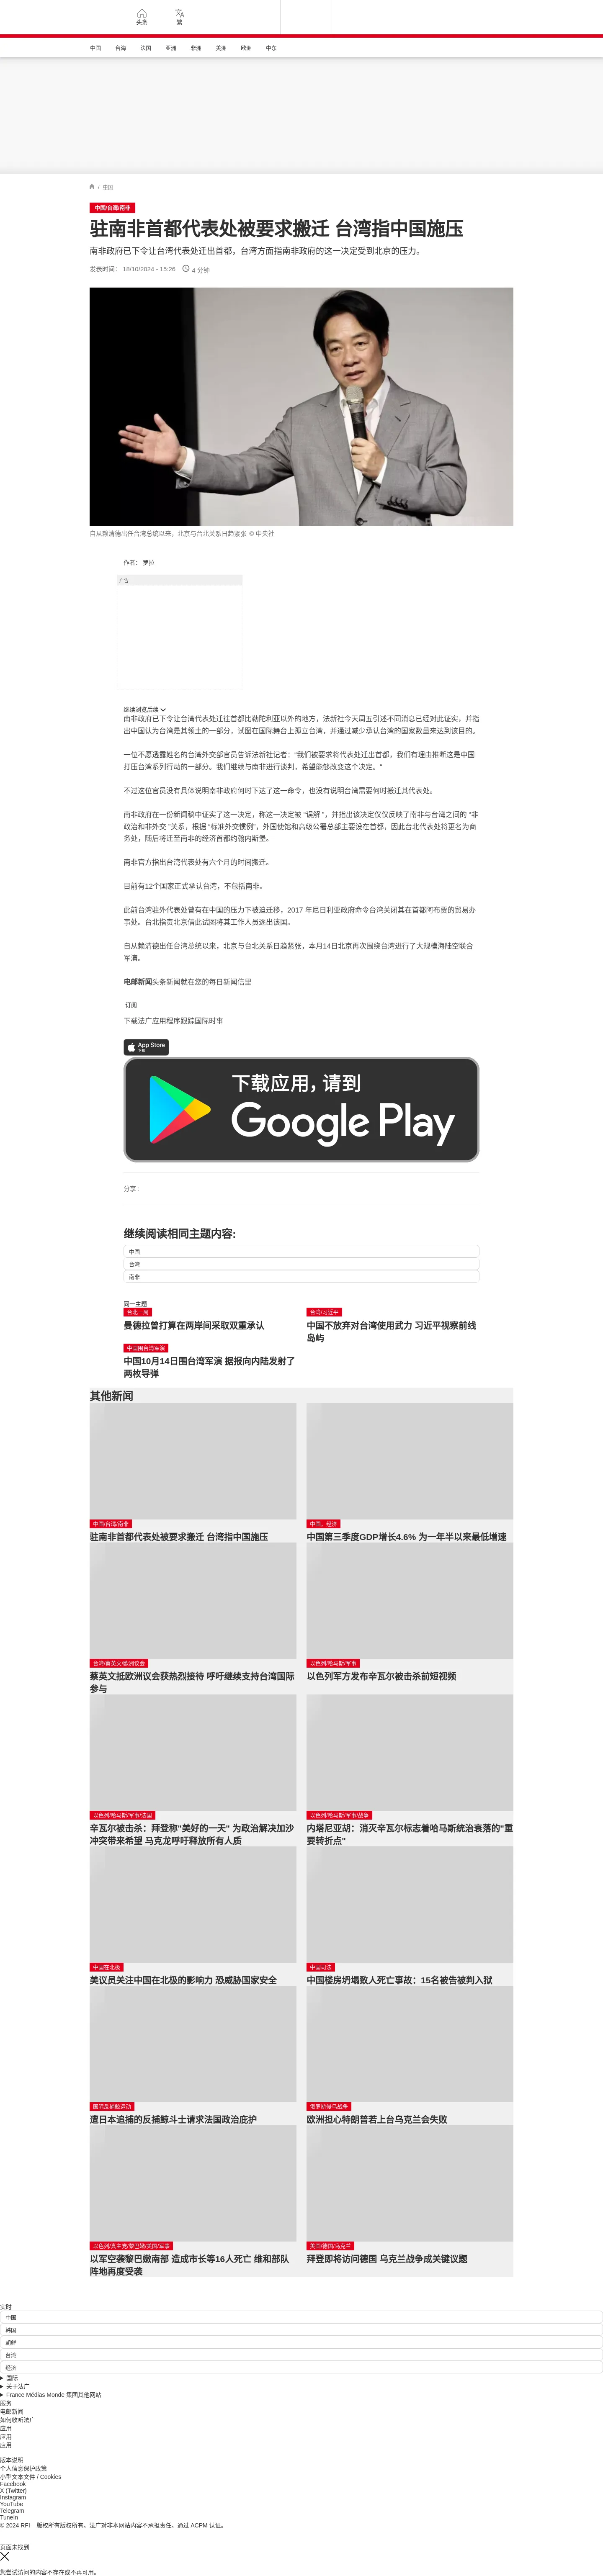 头条
繁
中国
台海
法国
亚洲
非洲
美洲
欧洲
中东
/ 中国
中国/台湾/南非
驻南非首都代表处被要求搬迁 台湾指中国施压
南非政府已下令让台湾代表处迁出首都，台湾方面指南非政府的这一决定受到北京的压力。
发表时间： 18/10/2024 - 15:26
4 分钟
自从赖清德出任台湾总统以来，北京与台北关系日趋紧张 © 中央社
作者： 罗拉
广告
继续浏览后续
南非政府已下令让台湾代表处迁往首都比勒陀利亚以外的地方，法新社今天周五引述不同消息已经对此证实，并指
出中国认为台湾是其领土的一部分，试图在国际舞台上孤立台湾，并通过减少承认台湾的国家数量来达到该目的。
一位不愿透露姓名的台湾外交部官员告诉法新社记者：“我们被要求将代表处迁出首都，我们有理由推断这是中国
打压台湾系列行动的一部分。我们继续与南非进行谈判，希望能够改变这个决定。”
不过这位官员没有具体说明南非政府何时下达了这一命令，也没有说明台湾需要何时搬迁其代表处。
南非政府在一份新闻稿中证实了这一决定，称这一决定被 “误解 ”，并指出该决定仅仅反映了南非与台湾之间的 “非
政治和非外交 ”关系，根据 “标准外交惯例”，外国使馆和高级公署总部主要设在首都，因此台北代表处将更名为商
务处，随后将迁至南非的经济首都约翰内斯堡。
南非官方指出台湾代表处有六个月的时间搬迁。
目前有12个国家正式承认台湾，不包括南非。
此前台湾驻外代表处曾有在中国的压力下被迫迁移，2017 年尼日利亚政府命令台湾关闭其在首都阿布贾的贸易办
事处。台北指责北京借此试图将其工作人员逐出该国。
自从赖清德出任台湾总统以来，北京与台北关系日趋紧张，本月14日北京再次围绕台湾进行了大规模海陆空联合
军演。
电邮新闻头条新闻就在您的每日新闻信里
订阅
下载法广应用程序跟踪国际时事
App Store
下载
下载应用，请到
Google Play
分享 :
继续阅读相同主题内容:
中国
台湾
南非
同一主题
台北一周
曼德拉曾打算在两岸间采取双重承认
台湾/习近平
中国不放弃对台湾使用武力 习近平视察前线
岛屿
中国围台湾军演
中国10月14日围台湾军演 据报向内陆发射了
两枚导弹
其他新闻
中国/台湾/南非
驻南非首都代表处被要求搬迁 台湾指中国施压
中国、经济
中国第三季度GDP增长4.6% 为一年半以来最低增速
台湾/蔡英文/欧洲议会
蔡英文抵欧洲议会获热烈接待 呼吁继续支持台湾国际
参与
以色列/哈马斯/军事
以色列军方发布辛瓦尔被击杀前短视频
以色列/哈马斯/军事/法国
辛瓦尔被击杀：拜登称"美好的一天" 为政治解决加沙
冲突带来希望 马克龙呼吁释放所有人质
以色列/哈马斯/军事/战争
内塔尼亚胡：消灭辛瓦尔标志着哈马斯统治衰落的"重
要转折点"
中国在北极
美议员关注中国在北极的影响力 恐威胁国家安全
中国司法
中国楼房坍塌致人死亡事故：15名被告被判入狱
国际反捕鲸运动
遭日本追捕的反捕鲸斗士请求法国政治庇护
俄罗斯侵乌战争
欧洲担心特朗普若上台乌克兰会失败
以色列/真主党/黎巴嫩/美国/军事
以军空袭黎巴嫩南部 造成市长等16人死亡 维和部队
阵地再度受袭
美国/德国/乌克兰
拜登即将访问德国 乌克兰战争成关键议题
实时
中国
韩国
朝鲜
台湾
经济
国际
关于法广
France Médias Monde 集团其他网站
服务
电邮新闻
如何收听法广
应用
应用
应用
版本说明
个人信息保护政策
小型文本文件 / Cookies
Facebook
X (Twitter)
Instagram
YouTube
Telegram
TuneIn
© 2024 RFI – 版权所有版权所有。法广对非本网站内容不承担责任。通过 ACPM 认证。
页面未找到
您尝试访问的内容不存在或不再可用。